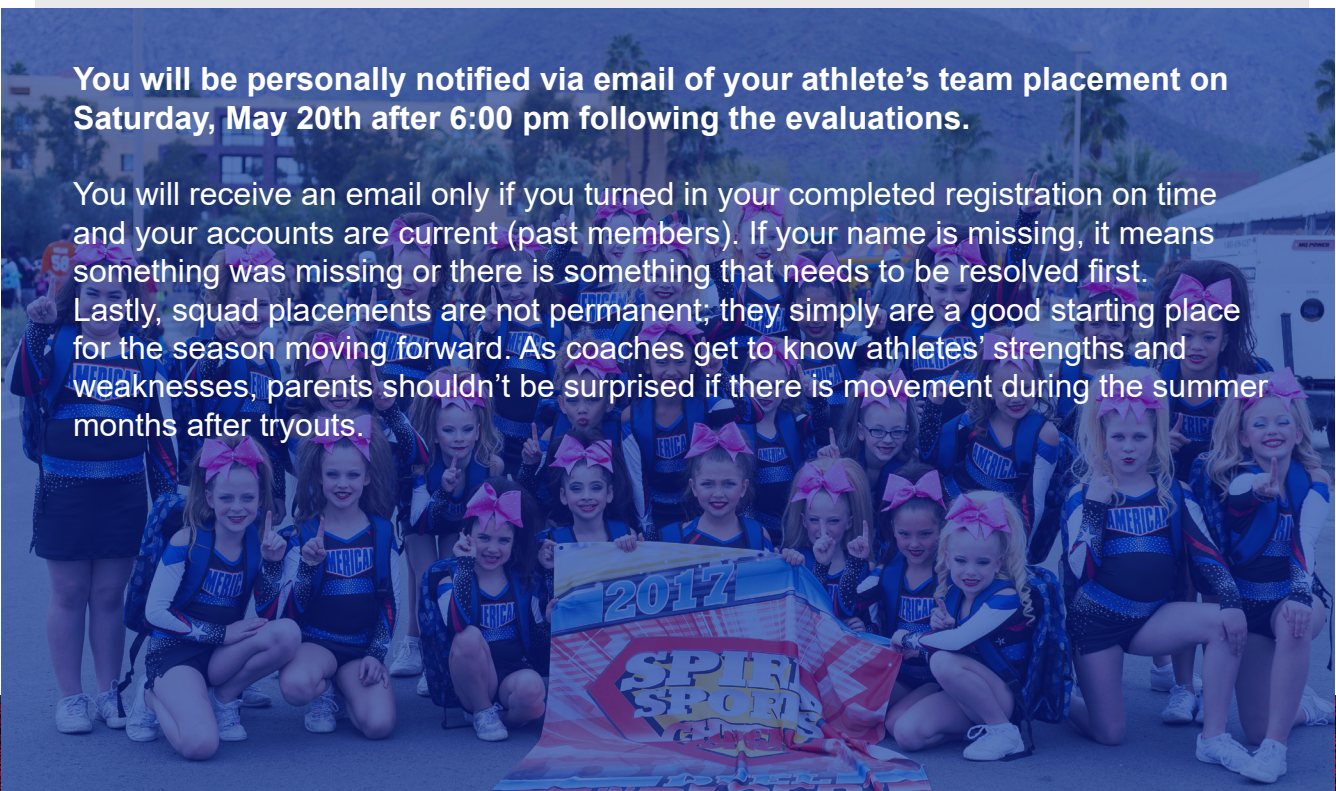 You will be personally notified via email of your athlete’s team placement on
Saturday, May 20th after 6:00 pm following the evaluations.
You will receive an email only if you turned in your completed registration on time
and your accounts are current (past members). If your name is missing, it means
something was missing or there is something that needs to be resolved first.
Lastly, squad placements are not permanent; they simply are a good starting place
for the season moving forward. As coaches get to know athletes’ strengths and
weaknesses, parents shouldn’t be surprised if there is movement during the summer
months after tryouts.
AMERICAN
AMERICAN
AMERICAN
2017
SPORTS